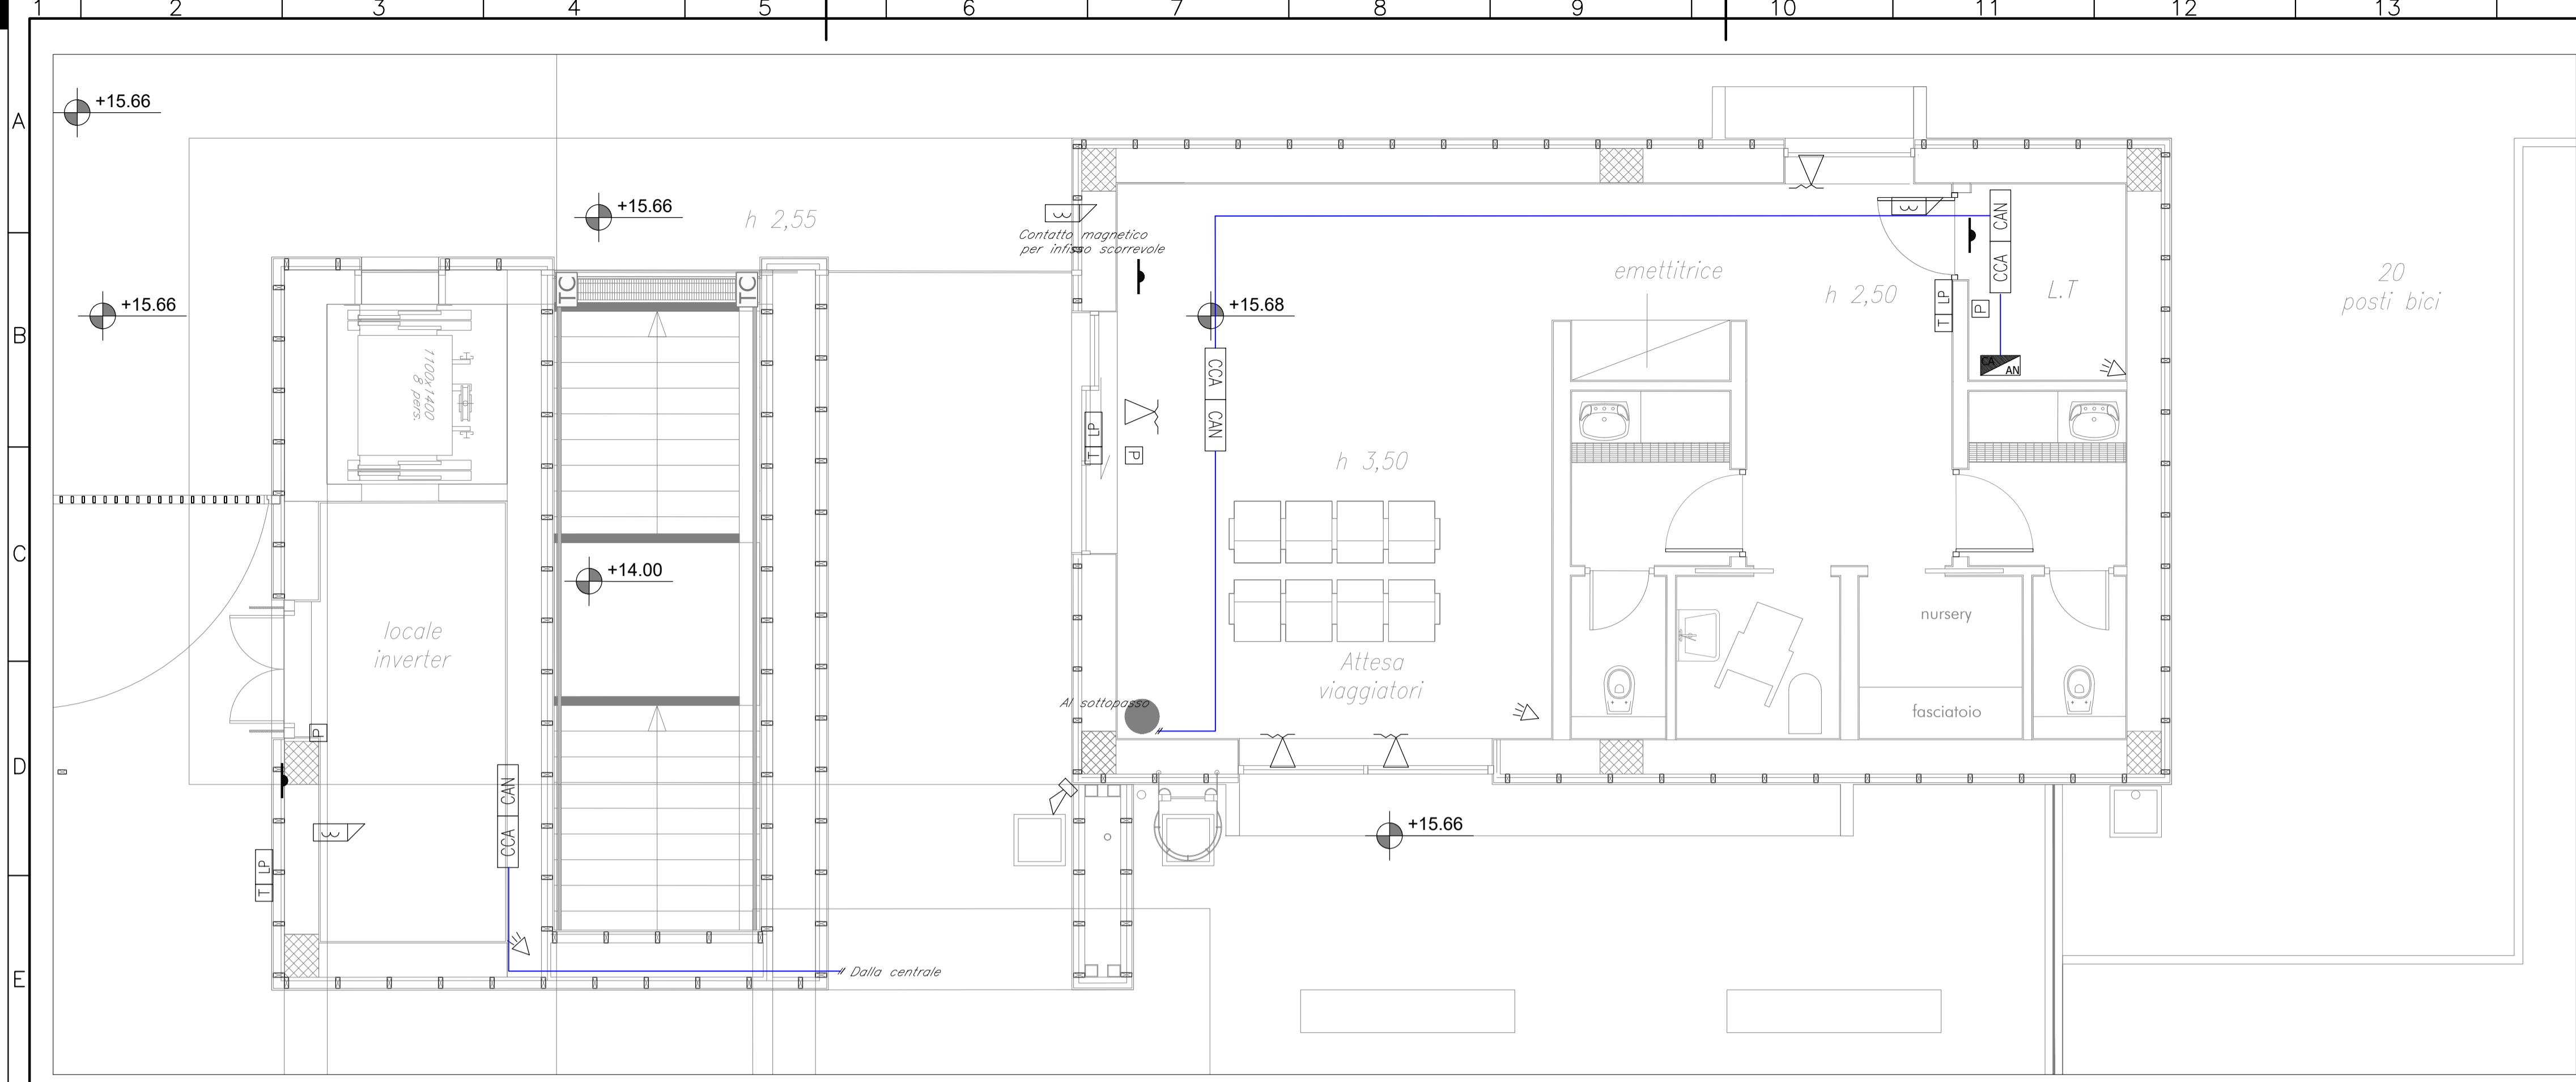 1 2 3 4 5 6 7 8 9 10 11 12 13
A
B
C
D
E
+15.66
+15.66
h 2,55
+15.66
Contatto magnetico
per infisso scorrevole
TC
TC
+15.68
emettitrice
h 2,50
CAN
CCA
L.T
20
posti bici
LP
T
P
CA
AN
1100x1400
8 pers.
CCA
CAN
LP
T
P
h 3,50
+14.00
locale
inverter
nursery
Attesa
viaggiatori
Al sottopasso
fasciatoio
P
CAN
CCA
+15.66
LP
T
Dalla centrale